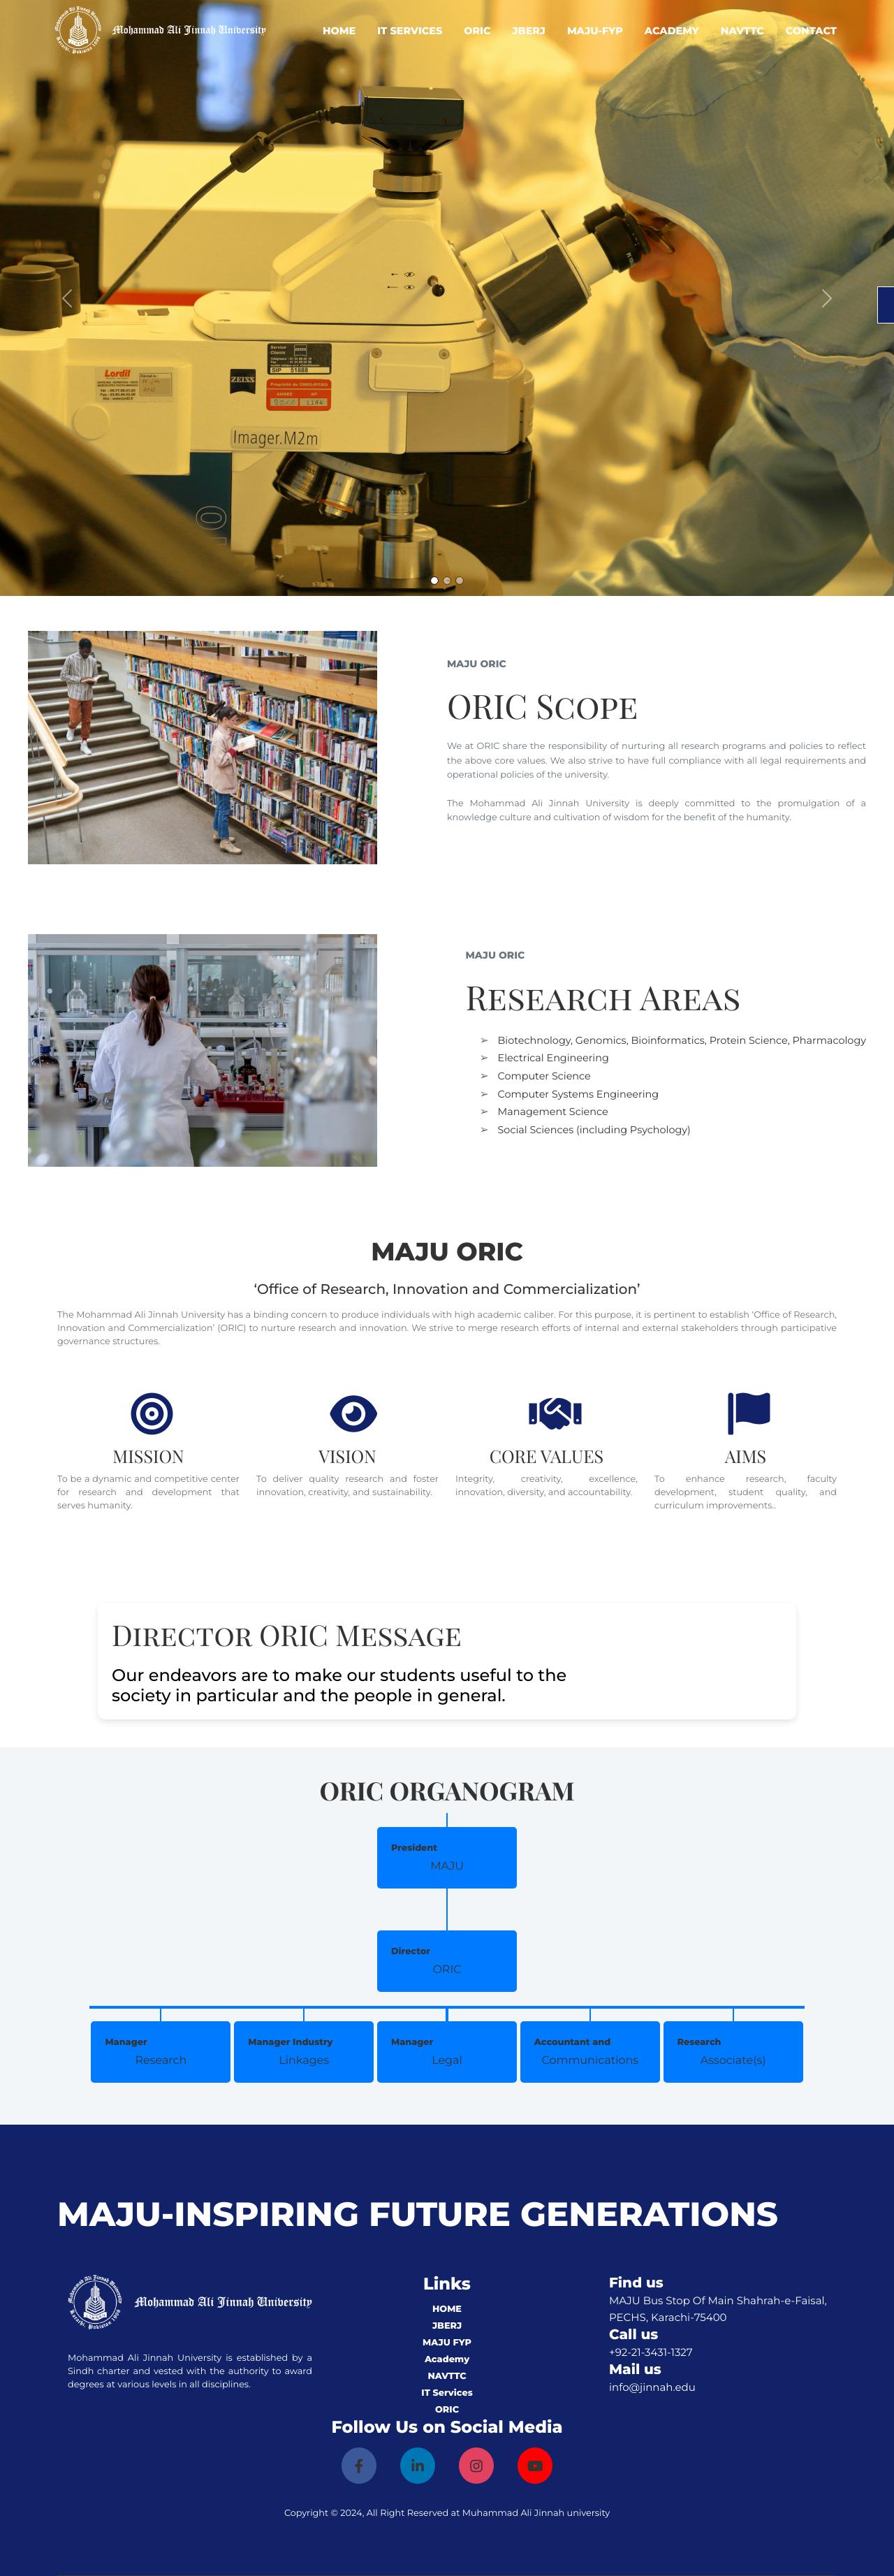 Mohammad Ali Jinnah University
HOME IT SERVICES ORIC JBERJ MAJU-FYP ACADEMY NAVTTC CONTACT
Lordil
ZEISS
Service Clients
SIP 51888
Imager.M2m
MAJU ORIC
ORIC Scope
We at ORIC share the responsibility of nurturing all research programs and policies to reflect
the above core values. We also strive to have full compliance with all legal requirements and
operational policies of the university.
The Mohammad Ali Jinnah University is deeply committed to the promulgation of a
knowledge culture and cultivation of wisdom for the benefit of the humanity.
MAJU ORIC
Research Areas
➢ Biotechnology, Genomics, Bioinformatics, Protein Science, Pharmacology
➢ Electrical Engineering
➢ Computer Science
➢ Computer Systems Engineering
➢ Management Science
➢ Social Sciences (including Psychology)
MAJU ORIC
‘Office of Research, Innovation and Commercialization’
The Mohammad Ali Jinnah University has a binding concern to produce individuals with high academic caliber. For this purpose, it is pertinent to establish ‘Office of Research,
Innovation and Commercialization’ (ORIC) to nurture research and innovation. We strive to merge research efforts of internal and external stakeholders through participative
governance structures.
MISSION
To be a dynamic and competitive center
for research and development that
serves humanity.
VISION
To deliver quality research and foster
innovation, creativity, and sustainability.
CORE VALUES
Integrity, creativity, excellence,
innovation, diversity, and accountability.
AIMS
To enhance research, faculty
development, student quality, and
curriculum improvements..
Director ORIC Message
Our endeavors are to make our students useful to the
society in particular and the people in general.
ORIC ORGANOGRAM
President
MAJU
Director
ORIC
Manager
Research
Manager Industry
Linkages
Manager
Legal
Accountant and
Communications
Research
Associate(s)
MAJU-INSPIRING FUTURE GENERATIONS
Mohammad Ali Jinnah University
Mohammad Ali Jinnah University is established by a
Sindh charter and vested with the authority to award
degrees at various levels in all disciplines.
Links
HOME
JBERJ
MAJU FYP
Academy
NAVTTC
IT Services
ORIC
Find us
MAJU Bus Stop Of Main Shahrah-e-Faisal,
PECHS, Karachi-75400
Call us
+92-21-3431-1327
Mail us
info@jinnah.edu
Follow Us on Social Media
Copyright © 2024, All Right Reserved at Muhammad Ali Jinnah university